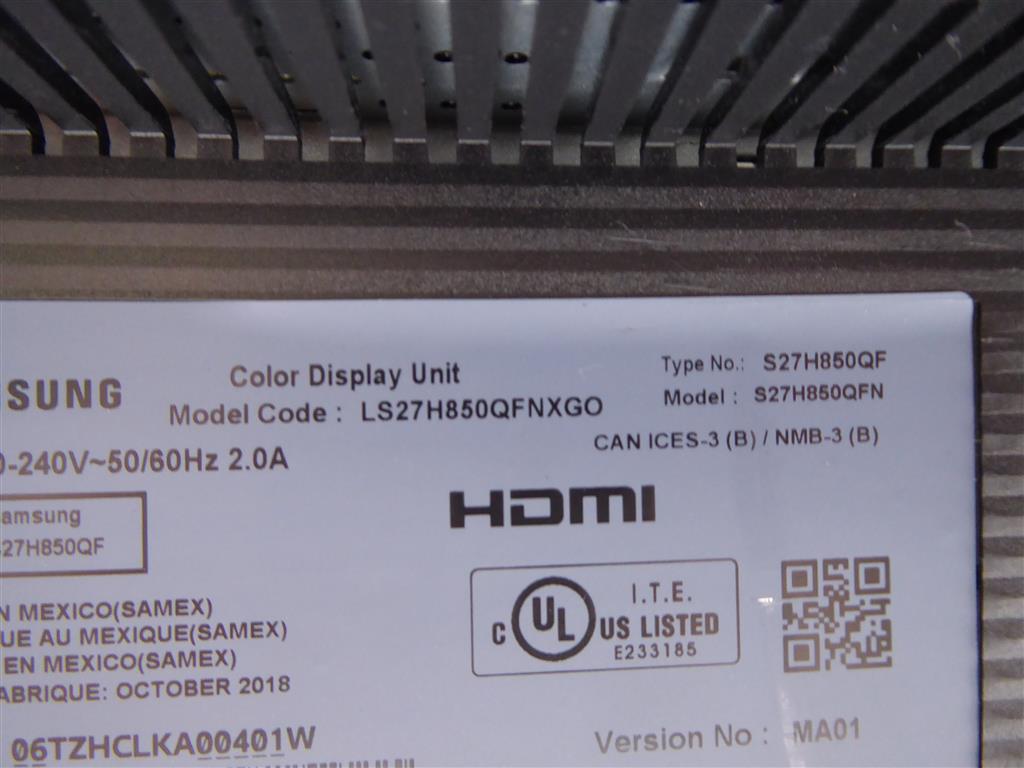 SUNG
Color Display Unit
Model Code : LS27H850QFNXGO
Type No.: S27H850QF
Model : S27H850QFN
CAN ICES-3 (B) / NMB-3 (B)
0-240V~50/60Hz 2.0A
HDMI
amsung
27H850QF
C UL US LISTED
I.T.E.
E233185
N MEXICO(SAMEX)
UE AU MEXIQUE(SAMEX)
EN MEXICO(SAMEX)
ABRIQUE: OCTOBER 2018
06TZHCLKA00401W
Version No : MA01